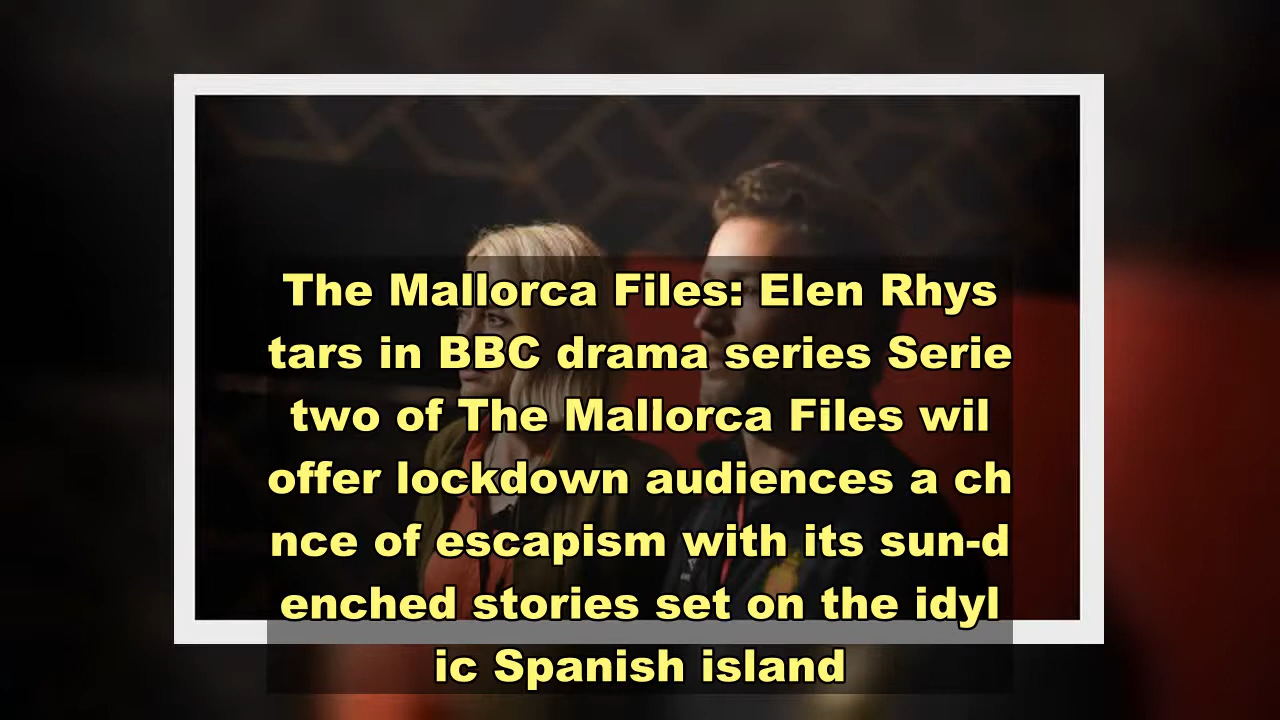 The Mallorca Files: Elen Rhys
tars in BBC drama series Serie
two of The Mallorca Files wil
offer lockdown audiences a ch
nce of escapism with its sun-d
enched stories set on the idyl
ic Spanish island